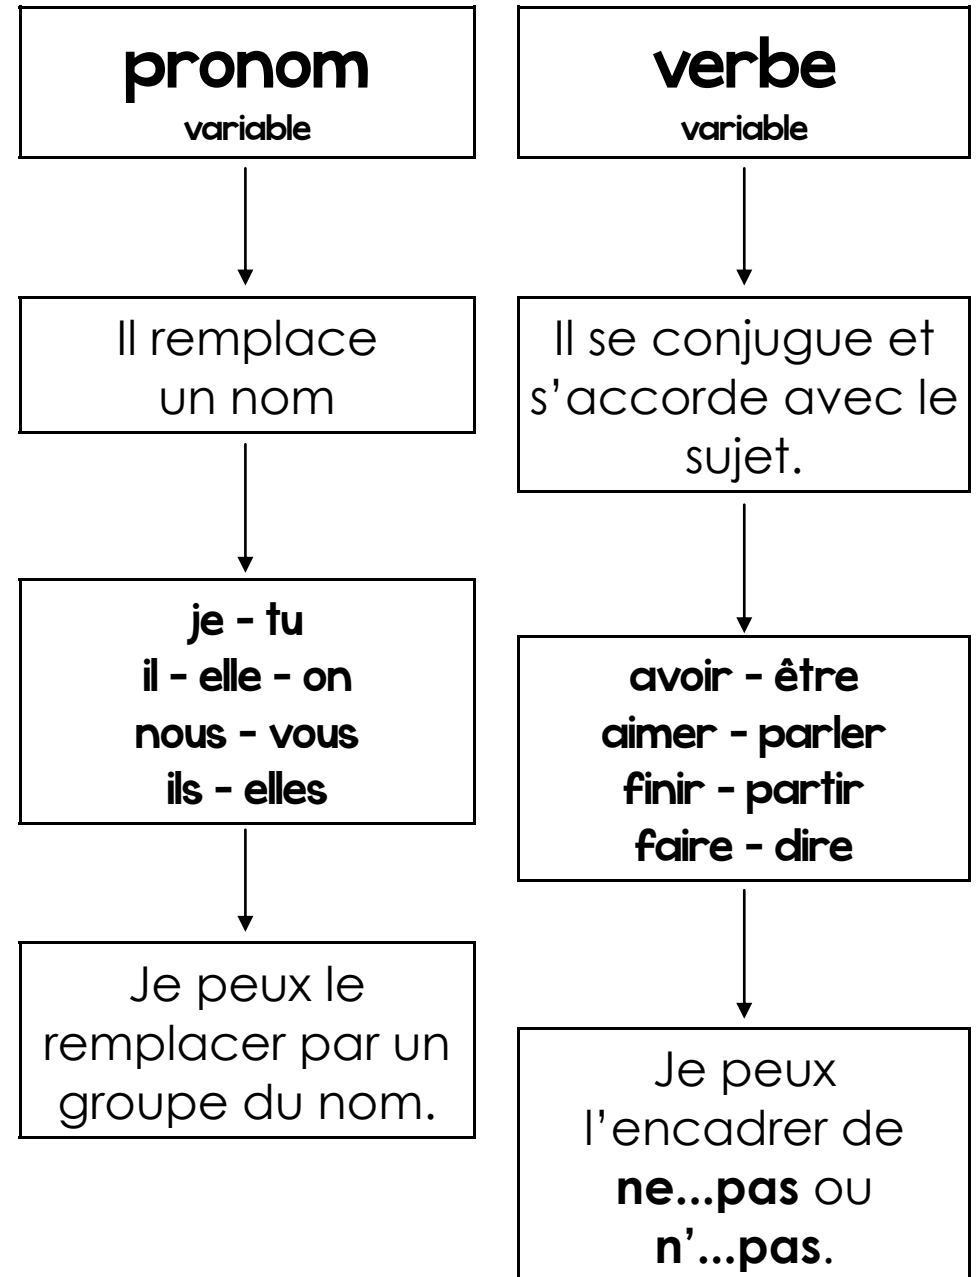 pronom
variable
Il remplace
un nom
je - tu
il - elle - on
nous - vous
ils - elles
Je peux le
remplacer par un
groupe du nom.
verbe
variable
Il se conjugue et
s’accorde avec le
sujet.
avoir - être
aimer - parler
finir - partir
faire - dire
Je peux
l’encadrer de
ne...pas ou
n’...pas.